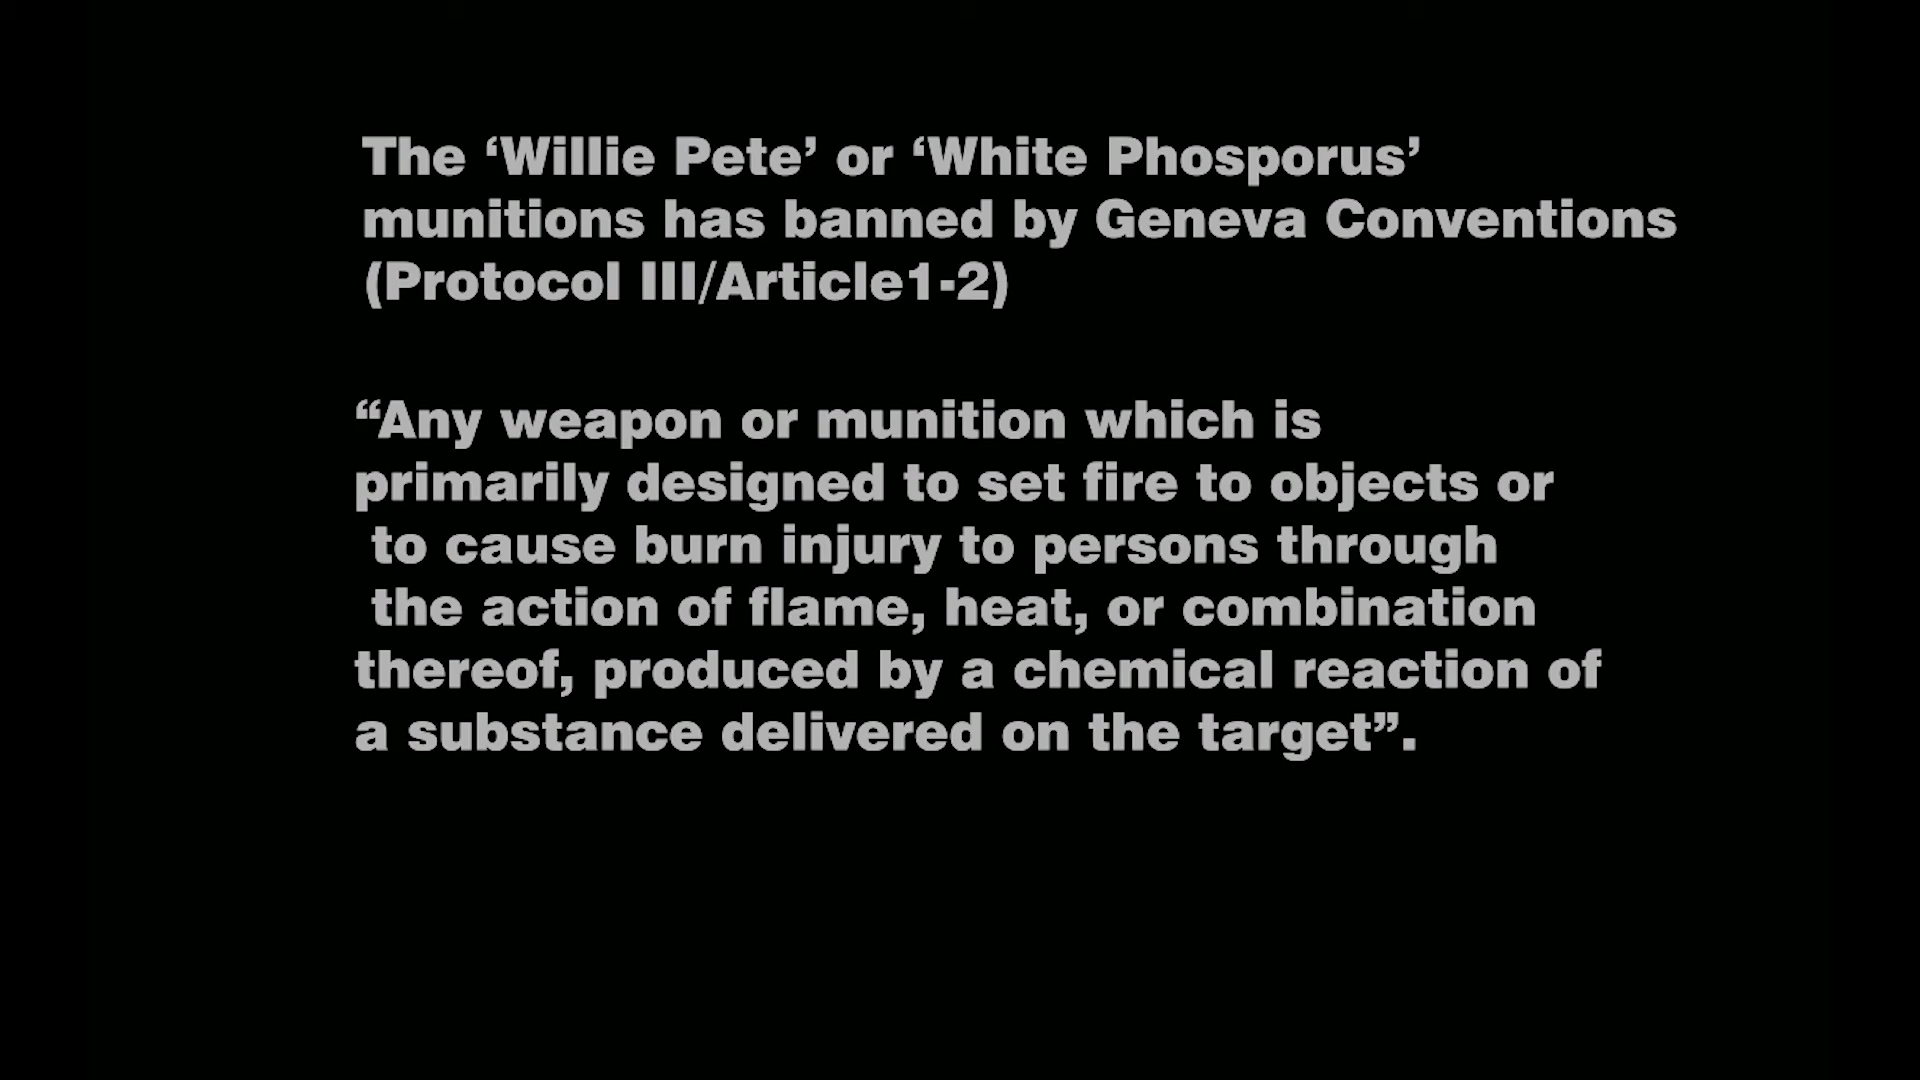 The ‘Willie Pete’ or ‘White Phosporus’
munitions has banned by Geneva Conventions
(Protocol III/Article1-2)
“Any weapon or munition which is
primarily designed to set fire to objects or
to cause burn injury to persons through
the action of flame, heat, or combination
thereof, produced by a chemical reaction of
a substance delivered on the target”.